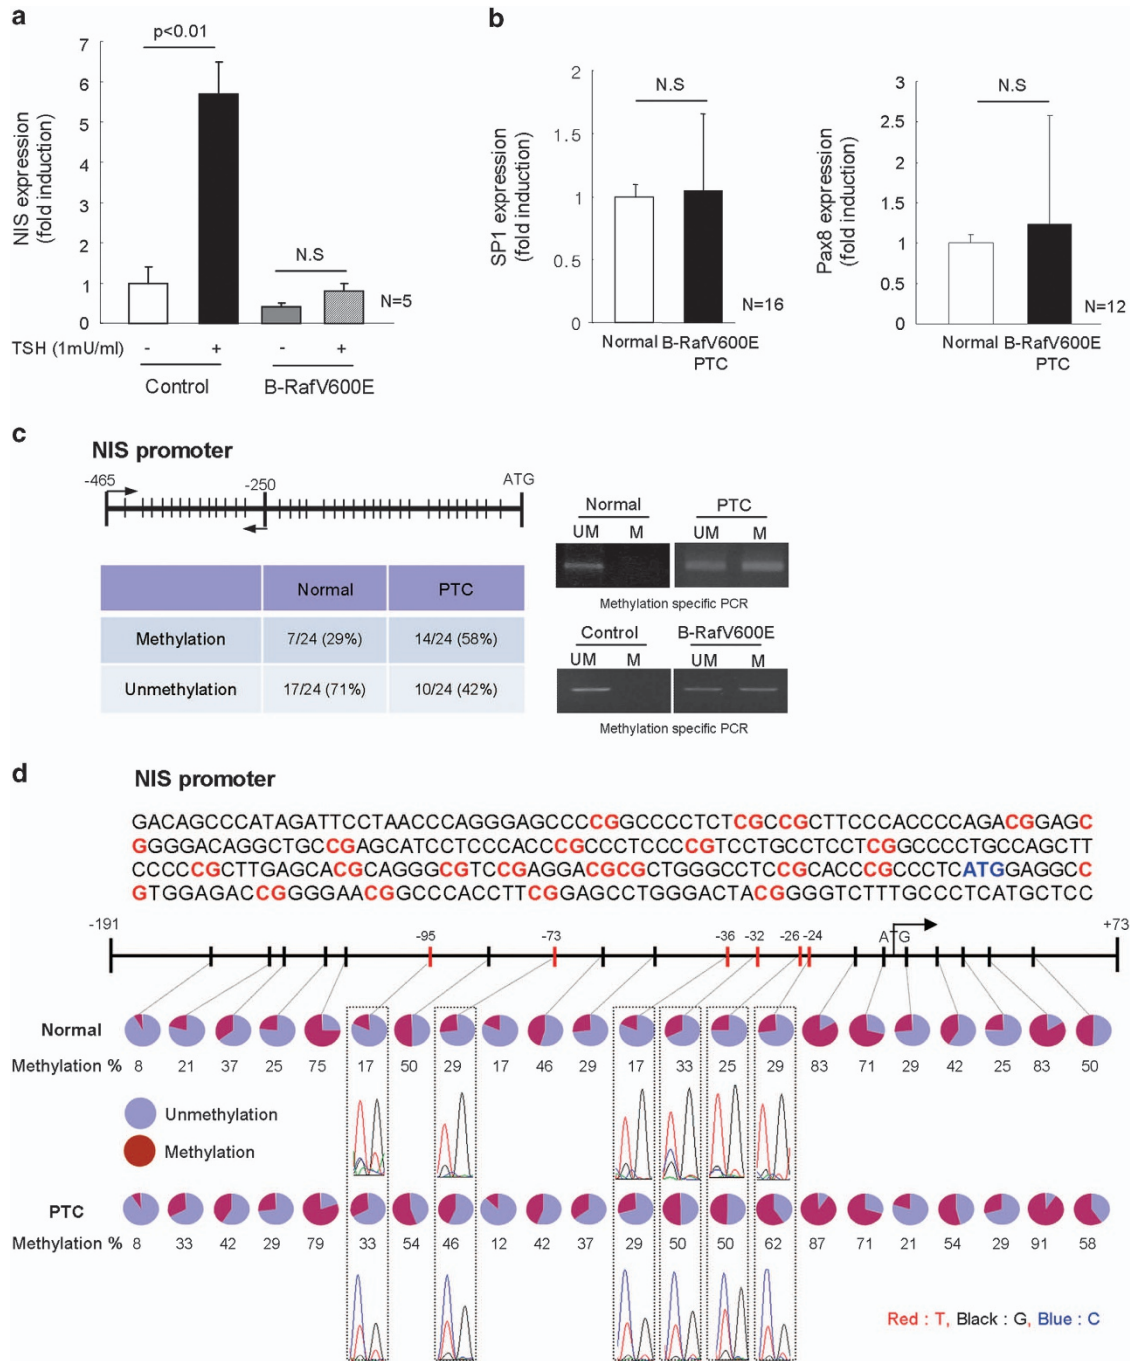 a
p<0.01
7
6
5
4
3
2
1
0
NIS expression
(fold induction)
N.S
N=5
TSH (1mU/ml) - + - +
Control B-RafV600E
b
2
1.5
1
0.5
0
SP1 expression
(fold induction)
N.S
N=16
Normal B-RafV600E
PTC
3
2.5
2
1.5
1
0.5
0
Pax8 expression
(fold induction)
N.S
N=12
Normal B-RafV600E
PTC
c
NIS promoter
-465 -250 ATG
Normal PTC
Methylation 7/24 (29%) 14/24 (58%)
Unmethylation 17/24 (71%) 10/24 (42%)
Normal PTC
UM M UM M
Methylation specific PCR
Control B-RafV600E
UM M UM M
Methylation specific PCR
d
NIS promoter
GACAGCCCATAGATTCCTAACCCAGGGAGCCCCCGGCCCCTCTCGCCGCTTCCCACCCCAGACGGAGC
GGGGACAGGCTGCCGAGCATCCTCCCACCCGCCCTCCCCGTCCTGCCTCCTCGGCCCCTGCCAGCTT
CCCCCGCTTGAGCACGCAGGGCGTCCGAGGACGCGCTGGGCCTCCGCACCCGCCCTCATGGAGGCC
GTGGAGACCCGGGGAACGGCCCACCTTCGGAGCCTGGGACTACGGGGTCTTTGCCCTCATGCTCC
-191 -95 -73 -36 -32 -26 -24 ATG +73
Normal
Methylation % 8 21 37 25 75 17 50 29 17 46 29 17 33 25 29 83 71 29 42 25 83 50
Unmethylation
Methylation
PTC
Methylation % 8 33 42 29 79 33 54 46 12 42 37 29 50 50 62 87 71 21 54 29 91 58
Red : T, Black : G, Blue : C